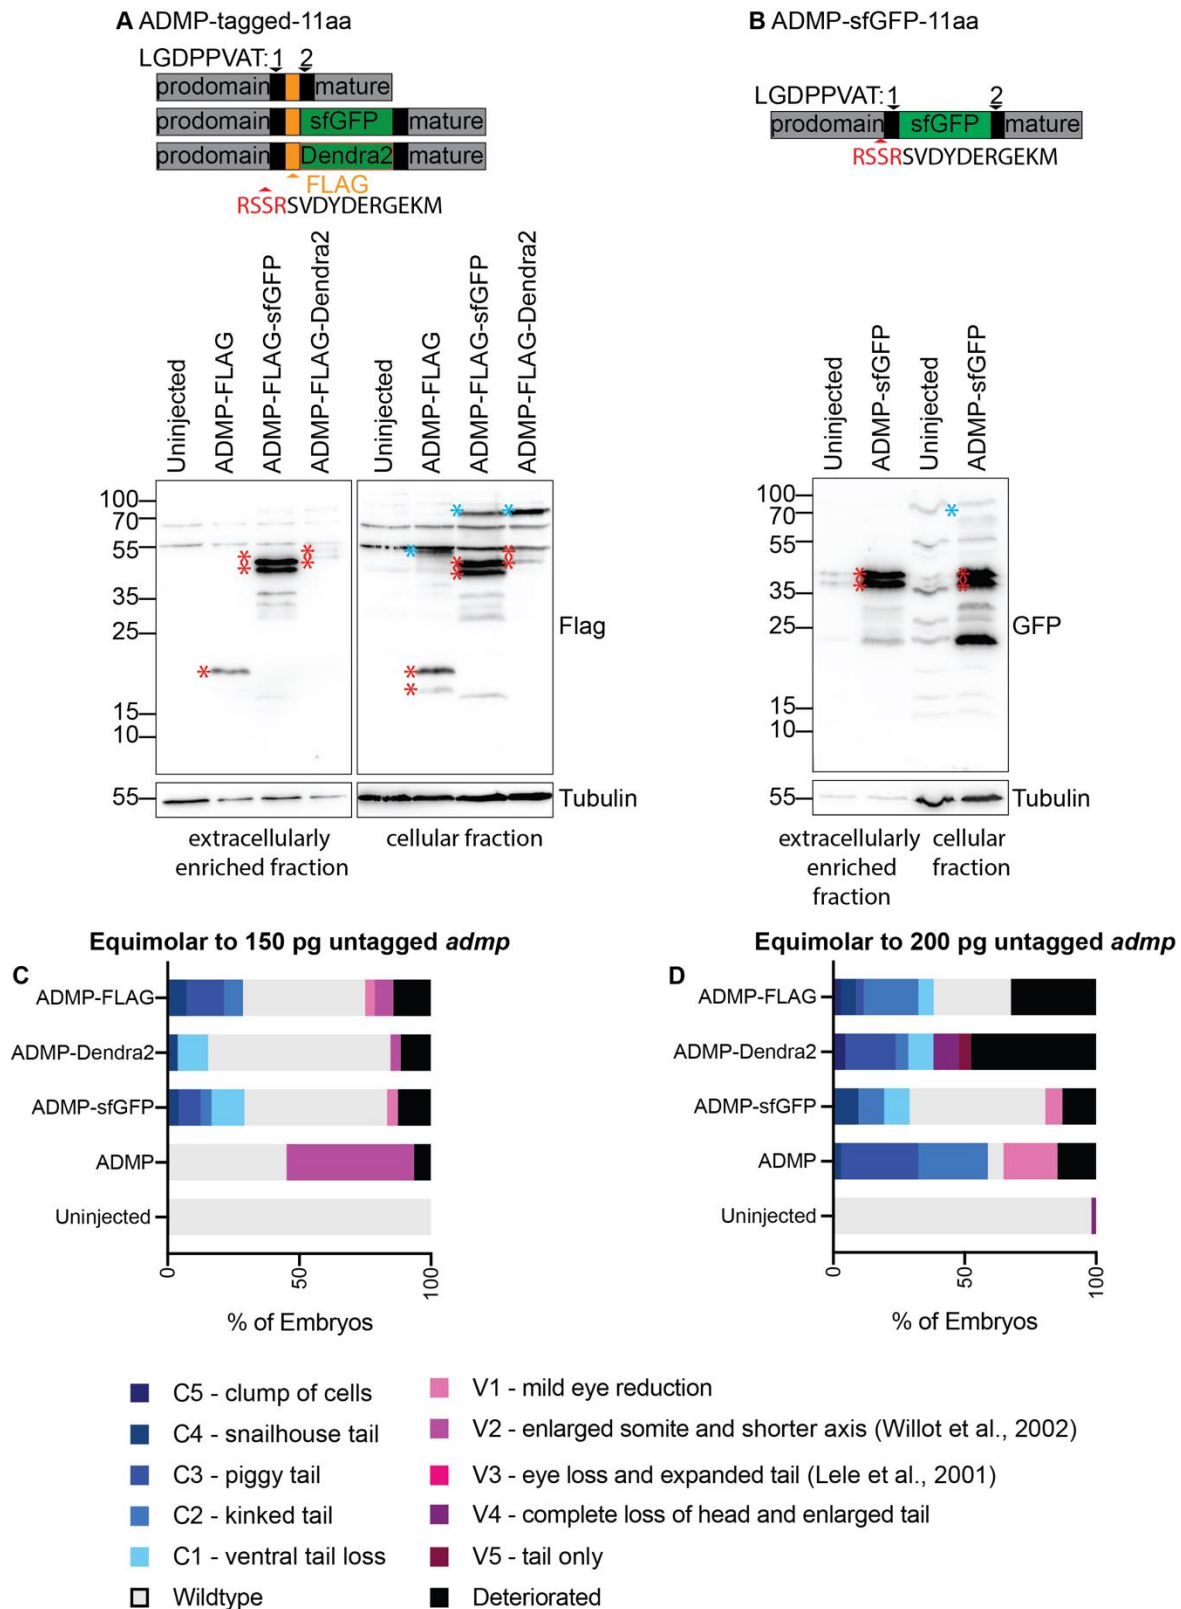 A ADMP-tagged-11aa
LGDPPVAT:1 2
prodomain mature
prodomain sfGFP mature
prodomain Dendra2 mature
FLAG
RSSRSVDYDERGEKM
Uninjected
ADMP-FLAG
ADMP-FLAG-sfGFP
ADMP-FLAG-Dendra2
Uninjected
ADMP-FLAG
ADMP-FLAG-sfGFP
ADMP-FLAG-Dendra2
100
70
55
35
25
15
10
Flag
55
Tubulin
extracellularly
enriched fraction
cellular fraction
B ADMP-sfGFP-11aa
LGDPPVAT:1 2
prodomain sfGFP mature
RSSRSVDYDERGEKM
Uninjected
ADMP-sfGFP
Uninjected
ADMP-sfGFP
100
70
55
35
25
15
10
GFP
55
Tubulin
extracellularly
enriched
fraction
cellular
fraction
Equimolar to 150 pg untagged admp
C
ADMP-FLAG
ADMP-Dendra2
ADMP-sfGFP
ADMP
Uninjected
0 50 100
% of Embryos
Equimolar to 200 pg untagged admp
D
ADMP-FLAG
ADMP-Dendra2
ADMP-sfGFP
ADMP
Uninjected
0 50 100
% of Embryos
C5 - clump of cells
C4 - snailhouse tail
C3 - piggy tail
C2 - kinked tail
C1 - ventral tail loss
Wildtype
V1 - mild eye reduction
V2 - enlarged somite and shorter axis (Willot et al., 2002)
V3 - eye loss and expanded tail (Lele et al., 2001)
V4 - complete loss of head and enlarged tail
V5 - tail only
Deteriorated